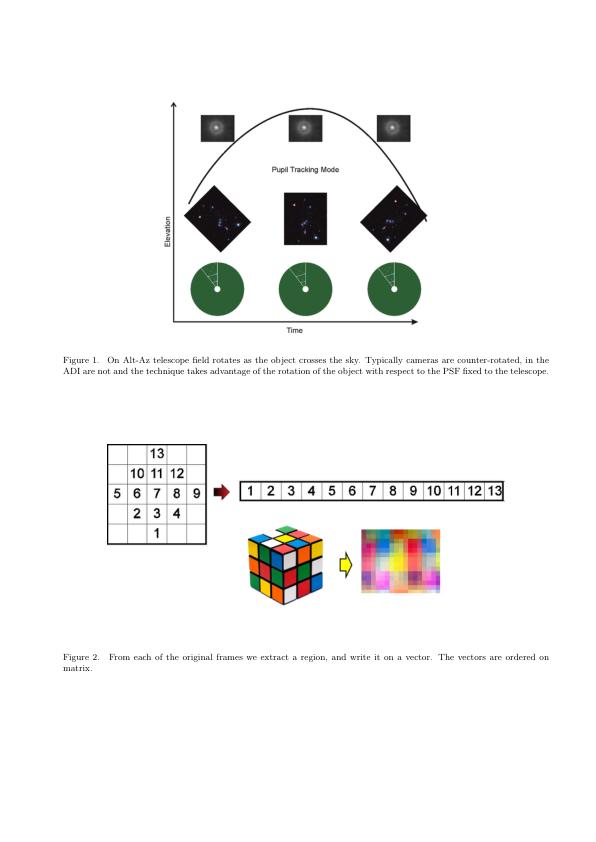 Pupil Tracking Mode
Elevation
Time
Figure 1. On Alt-Az telescope field rotates as the object crosses the sky. Typically cameras are counter-rotated, in the
ADI are not and the technique takes advantage of the rotation of the object with respect to the PSF fixed to the telescope.
13
10 11 12
5 6 7 8 9
2 3 4
1
1 2 3 4 5 6 7 8 9 10 11 12 13
Figure 2. From each of the original frames we extract a region, and write it on a vector. The vectors are ordered on
matrix.